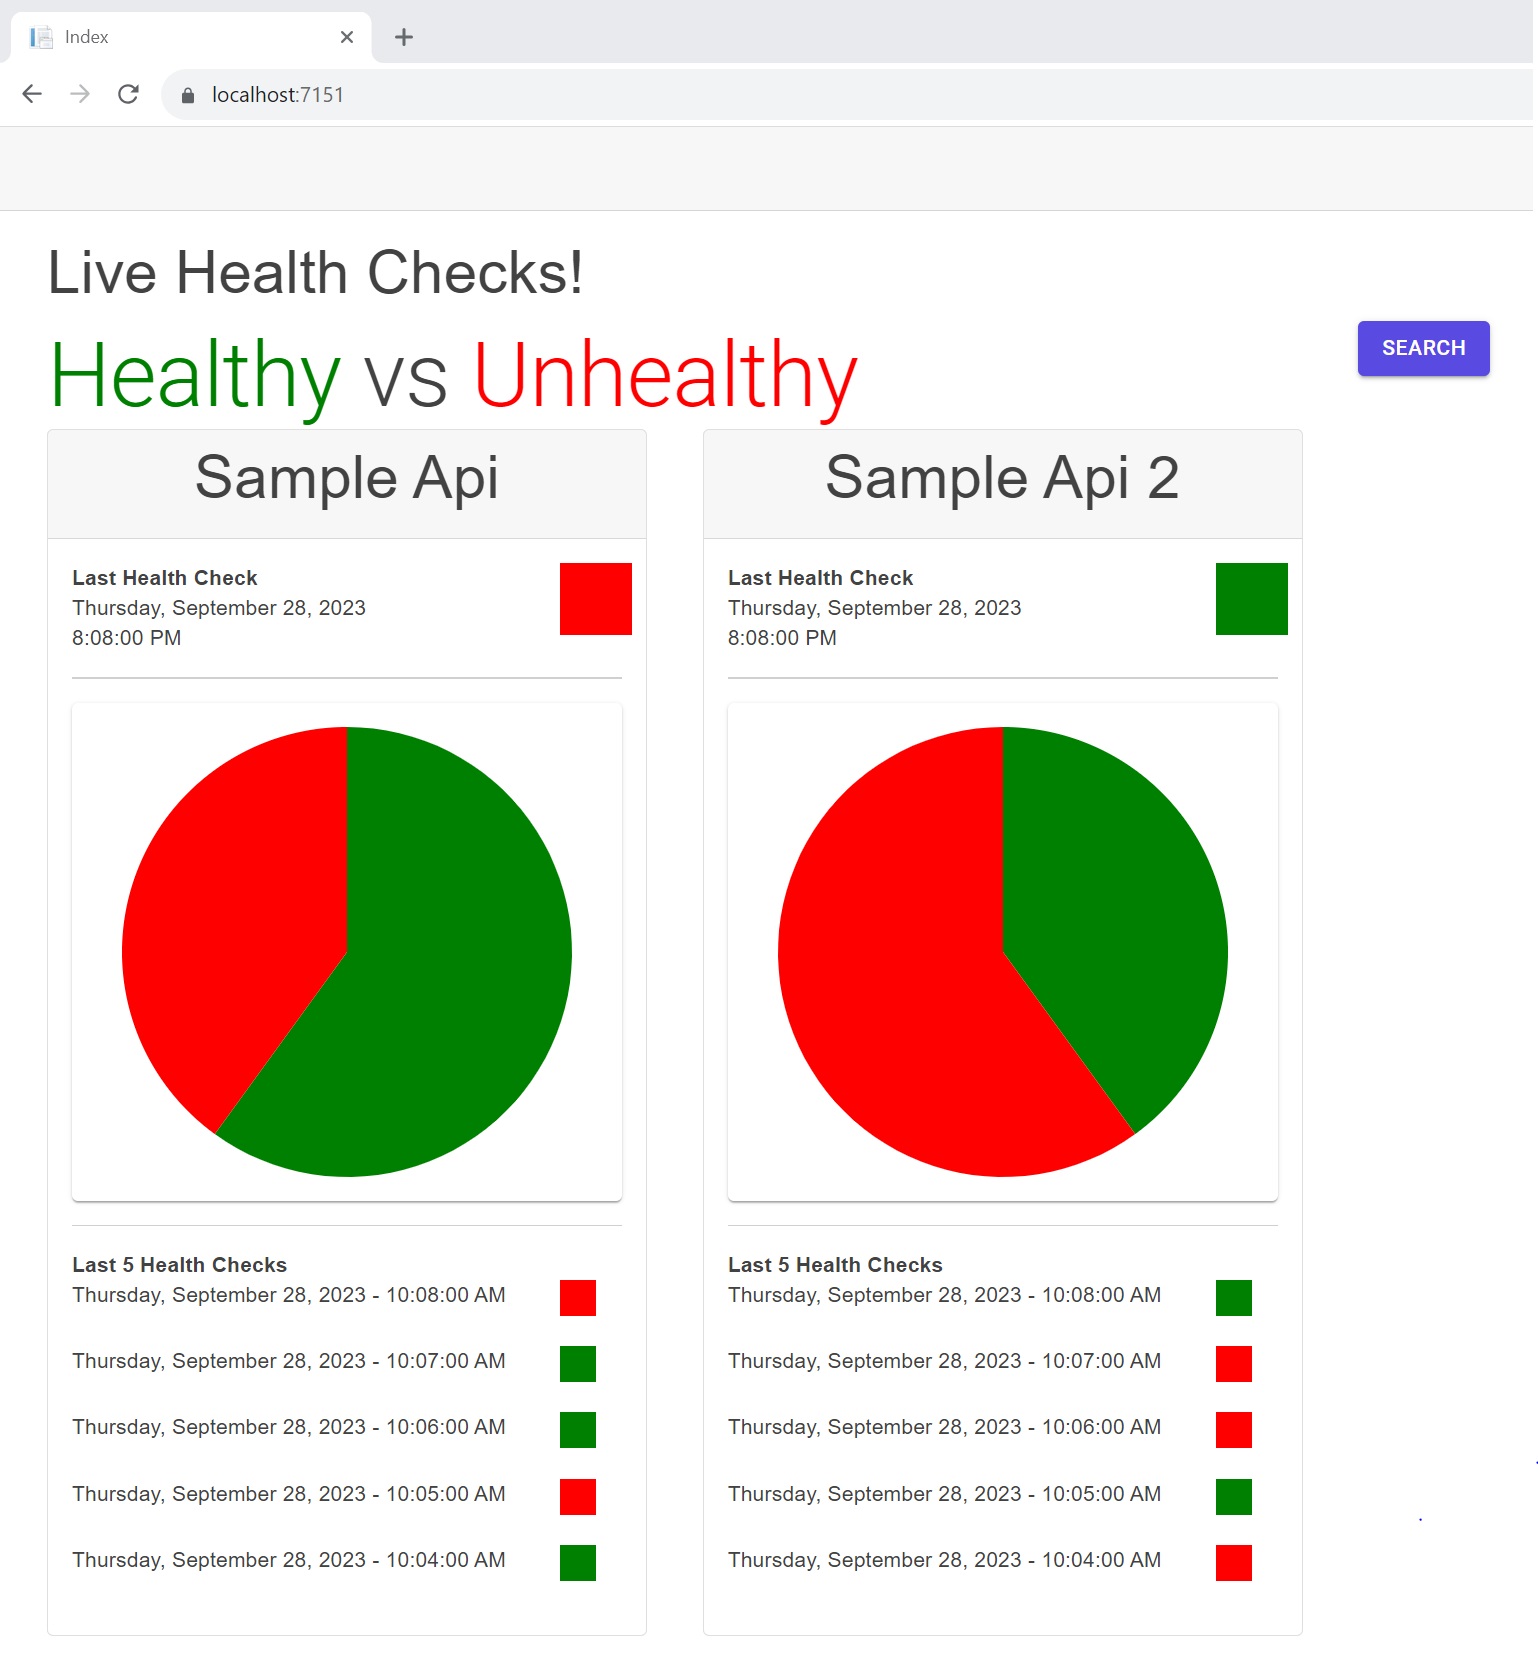 Index
localhost:7151
Live Health Checks!
Healthy vs Unhealthy
SEARCH
Sample Api
Last Health Check
Thursday, September 28, 2023
8:08:00 PM
Last 5 Health Checks
Thursday, September 28, 2023 - 10:08:00 AM
Thursday, September 28, 2023 - 10:07:00 AM
Thursday, September 28, 2023 - 10:06:00 AM
Thursday, September 28, 2023 - 10:05:00 AM
Thursday, September 28, 2023 - 10:04:00 AM
Sample Api 2
Last Health Check
Thursday, September 28, 2023
8:08:00 PM
Last 5 Health Checks
Thursday, September 28, 2023 - 10:08:00 AM
Thursday, September 28, 2023 - 10:07:00 AM
Thursday, September 28, 2023 - 10:06:00 AM
Thursday, September 28, 2023 - 10:05:00 AM
Thursday, September 28, 2023 - 10:04:00 AM